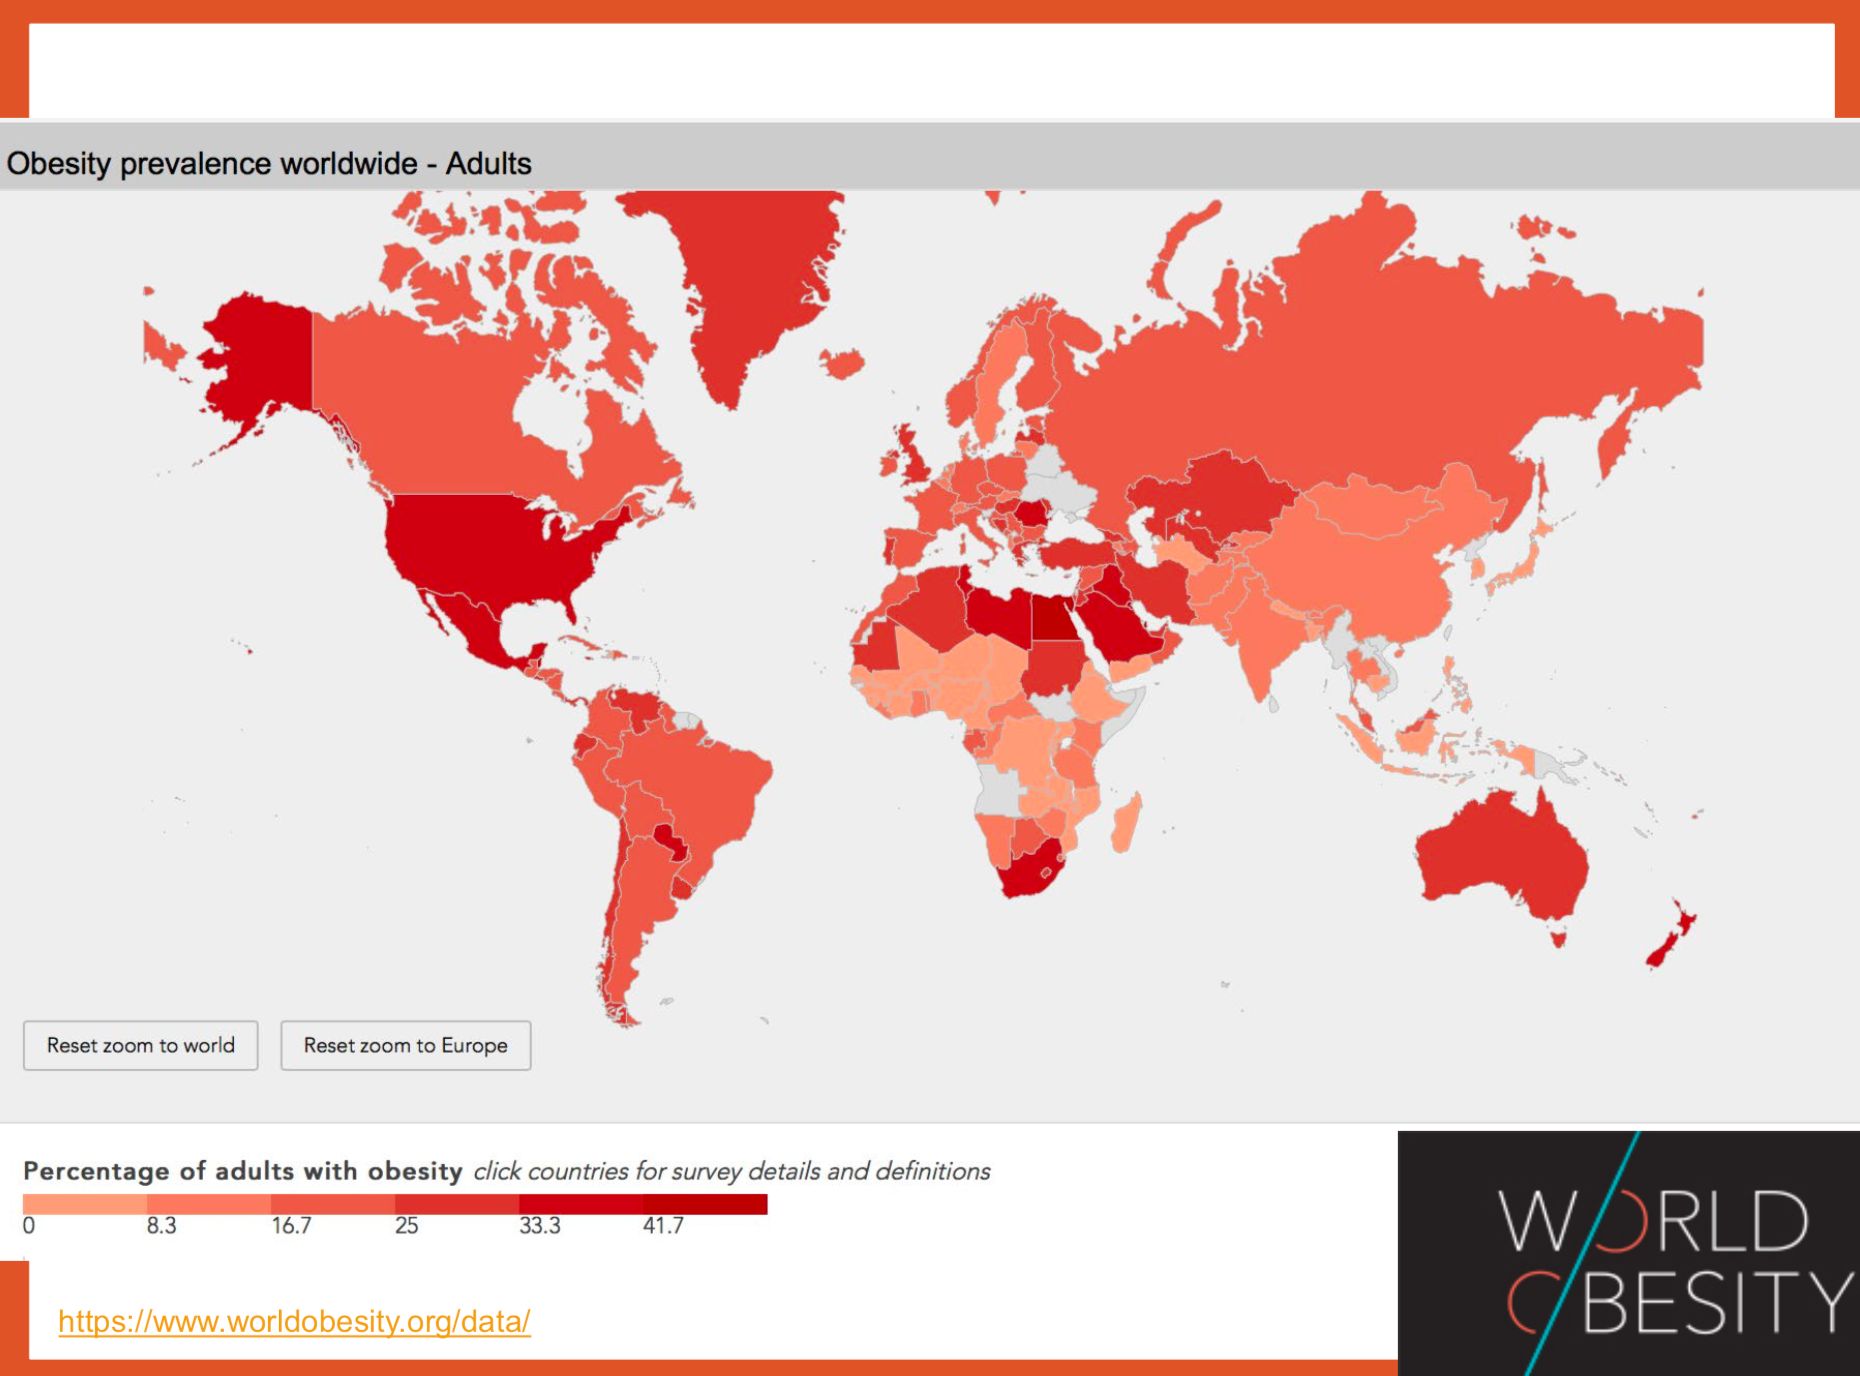 Obesity prevalence worldwide - Adults
Reset zoom to world
Reset zoom to Europe
Percentage of adults with obesity click countries for survey details and definitions
0 8.3 16.7 25 33.3 41.7
https://www.worldobesity.org/data/
WORLD
OBESITY